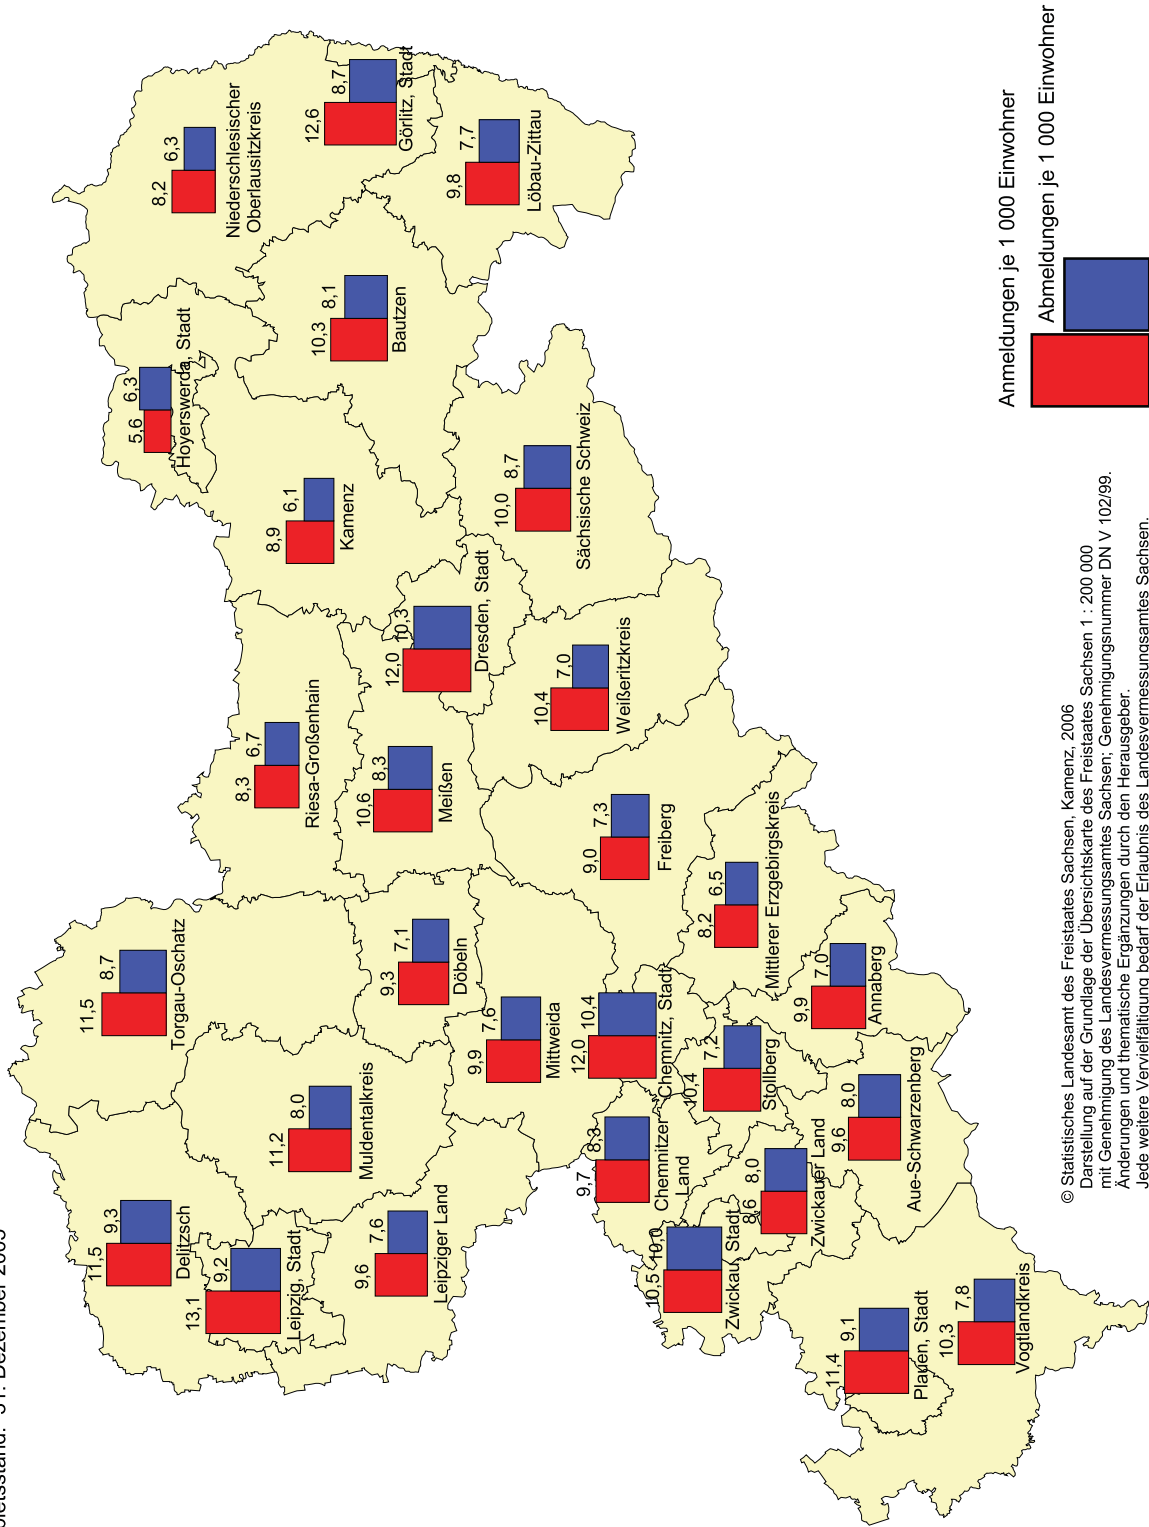 31. Dezember 2005
11,5
9,3
Delitzsch
13,1
9,2
Leipzig, Stadt
9,6
7,6
Leipziger Land
11,2
8,0
Muldentalkreis
11,5
8,7
Torgau-Oschatz
9,3
7,1
Döbeln
9,9
7,6
Mittweida
8,3
6,7
Riesa-Großenhain
10,6
8,3
Meißen
12,0
10,3
Dresden, Stadt
8,9
6,1
Kamenz
5,6
6,3
Hoyerswerda, Stadt
8,2
6,3
Niederschlesischer
Oberlausitzkreis
12,6
8,7
Görlitz, Stadt
9,8
7,7
Löbau-Zittau
10,3
8,1
Bautzen
10,0
8,7
Sächsische Schweiz
10,4
7,0
Weißeritzkreis
9,0
7,3
Freiberg
8,2
6,5
Mittlerer Erzgebirgskreis
12,0
10,4
Chemnitz, Stadt
9,7
8,3
Chemnitzer
Land
10,4
7,2
Stollberg
9,9
7,0
Annaberg
10,5
10,0
Zwickau, Stadt
8,6
8,0
Zwickauer Land
9,6
8,0
Aue-Schwarzenberg
11,4
9,1
Plauen, Stadt
10,3
7,8
Vogtlandkreis
Anmeldungen je 1 000 Einwohner
Abmeldungen je 1 000 Einwohner
© Statistisches Landesamt des Freistaates Sachsen, Kamenz, 2006
Darstellung auf der Grundlage der Übersichtskarte des Freistaates Sachsen 1 : 200 000
mit Genehmigung des Landesvermessungsamtes Sachsen; Genehmigungsnummer DN V 102/99.
Änderungen und thematische Ergänzungen durch den Herausgeber.
Jede weitere Vervielfältigung bedarf der Erlaubnis des Landesvermessungsamtes Sachsen.